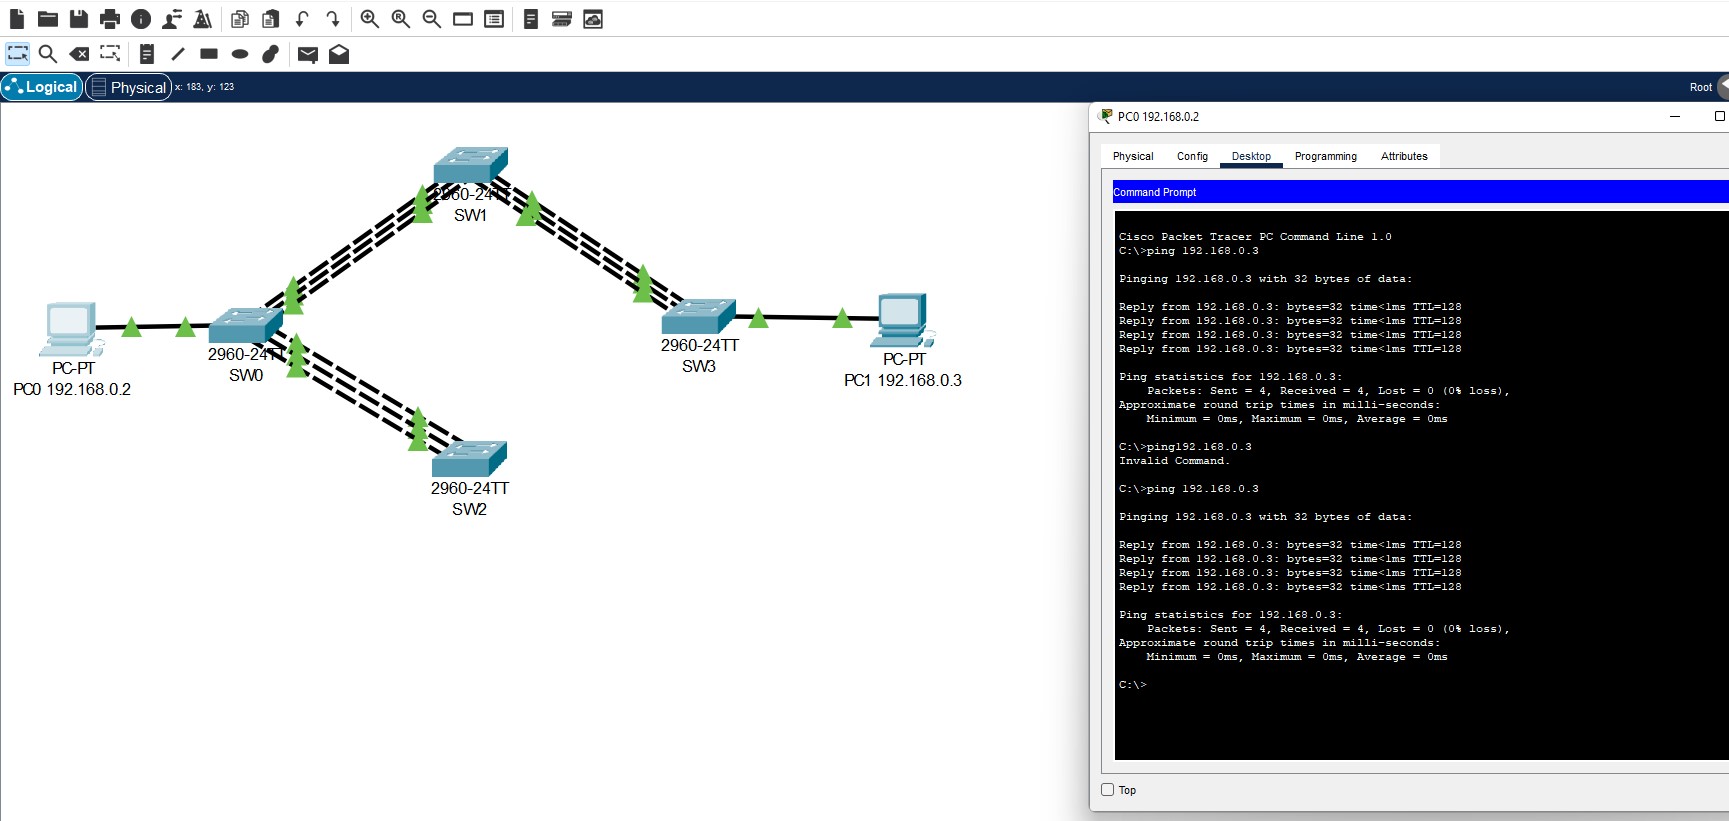 Logical
Physical
x: 183, y: 123
Root
2960-24TT
SW1
PC-PT
PC0 192.168.0.2
2960-24TT
SW0
2960-24TT
SW3
PC-PT
PC1 192.168.0.3
2960-24TT
SW2
PC0 192.168.0.2
Physical
Config
Desktop
Programming
Attributes
Command Prompt
Cisco Packet Tracer PC Command Line 1.0
C:\>ping 192.168.0.3
Pinging 192.168.0.3 with 32 bytes of data:
Reply from 192.168.0.3: bytes=32 time<1ms TTL=128
Reply from 192.168.0.3: bytes=32 time<1ms TTL=128
Reply from 192.168.0.3: bytes=32 time<1ms TTL=128
Reply from 192.168.0.3: bytes=32 time<1ms TTL=128
Ping statistics for 192.168.0.3:
Packets: Sent = 4, Received = 4, Lost = 0 (0% loss),
Approximate round trip times in milli-seconds:
Minimum = 0ms, Maximum = 0ms, Average = 0ms
C:\>ping192.168.0.3
Invalid Command.
C:\>ping 192.168.0.3
Pinging 192.168.0.3 with 32 bytes of data:
Reply from 192.168.0.3: bytes=32 time<1ms TTL=128
Reply from 192.168.0.3: bytes=32 time<1ms TTL=128
Reply from 192.168.0.3: bytes=32 time<1ms TTL=128
Reply from 192.168.0.3: bytes=32 time<1ms TTL=128
Ping statistics for 192.168.0.3:
Packets: Sent = 4, Received = 4, Lost = 0 (0% loss),
Approximate round trip times in milli-seconds:
Minimum = 0ms, Maximum = 0ms, Average = 0ms
C:\>
Top